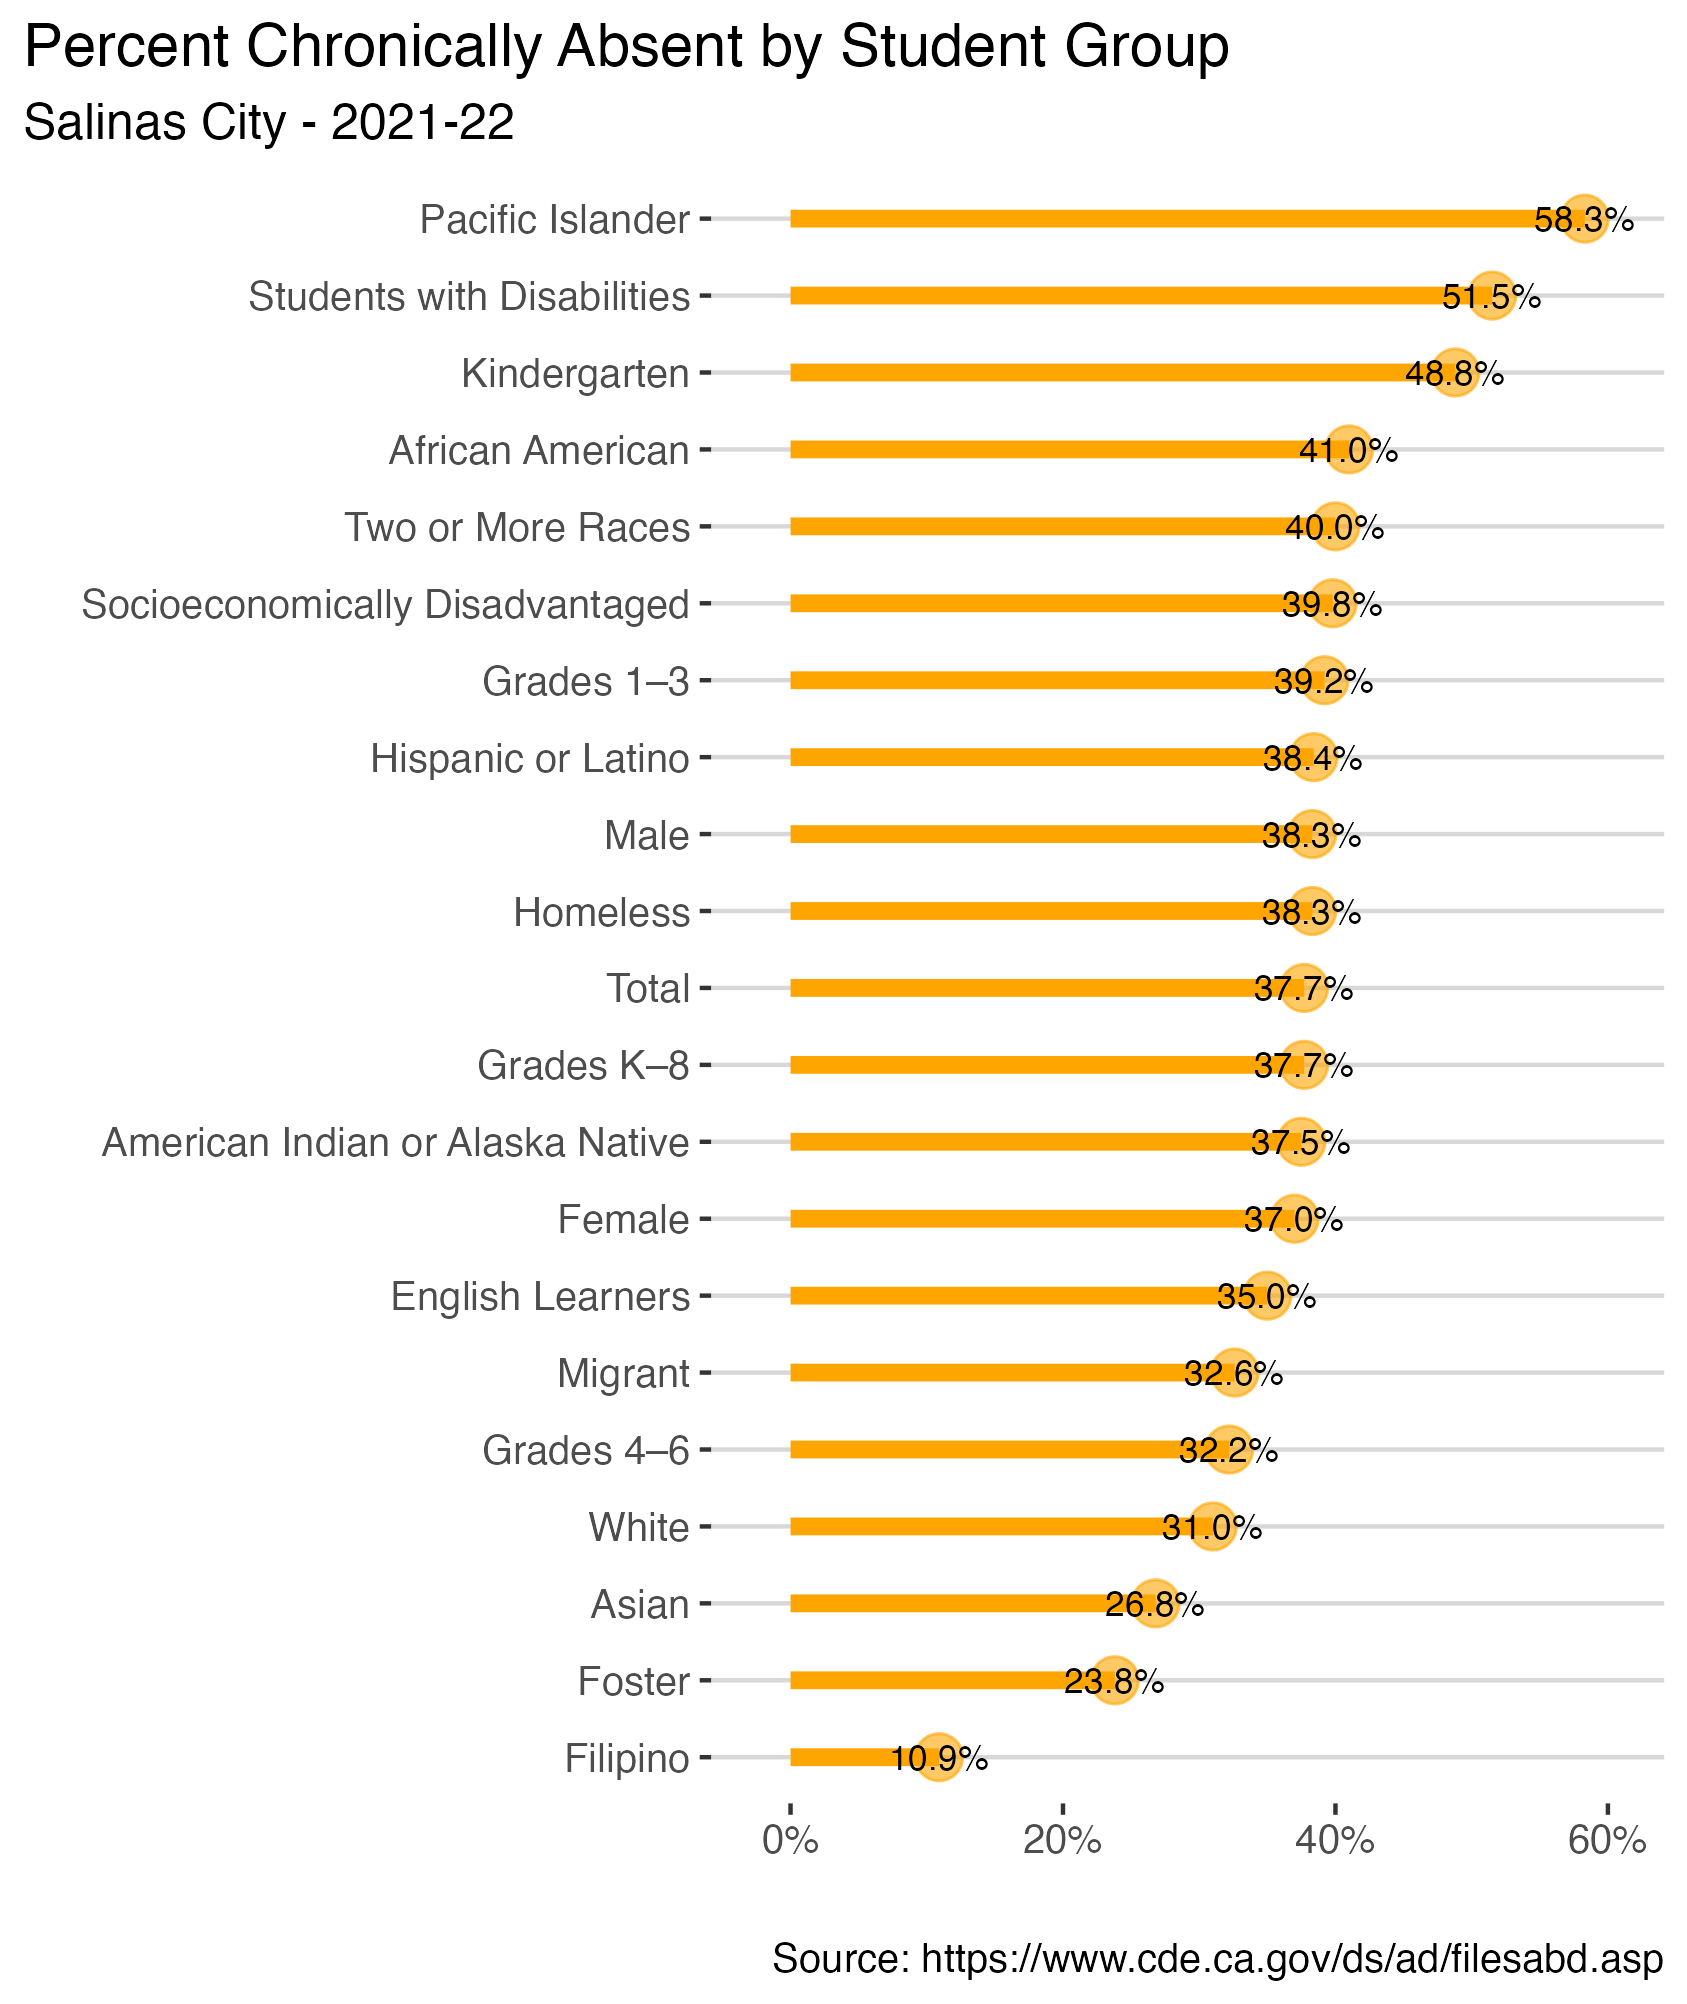 Percent Chronically Absent by Student Group
Salinas City - 2021-22
Pacific Islander 58.3%
Students with Disabilities 51.5%
Kindergarten 48.8%
African American 41.0%
Two or More Races 40.0%
Socioeconomically Disadvantaged 39.8%
Grades 1–3 39.2%
Hispanic or Latino 38.4%
Male 38.3%
Homeless 38.3%
Total 37.7%
Grades K–8 37.7%
American Indian or Alaska Native 37.5%
Female 37.0%
English Learners 35.0%
Migrant 32.6%
Grades 4–6 32.2%
White 31.0%
Asian 26.8%
Foster 23.8%
Filipino 10.9%
0% 20% 40% 60%
Source: https://www.cde.ca.gov/ds/ad/filesabd.asp